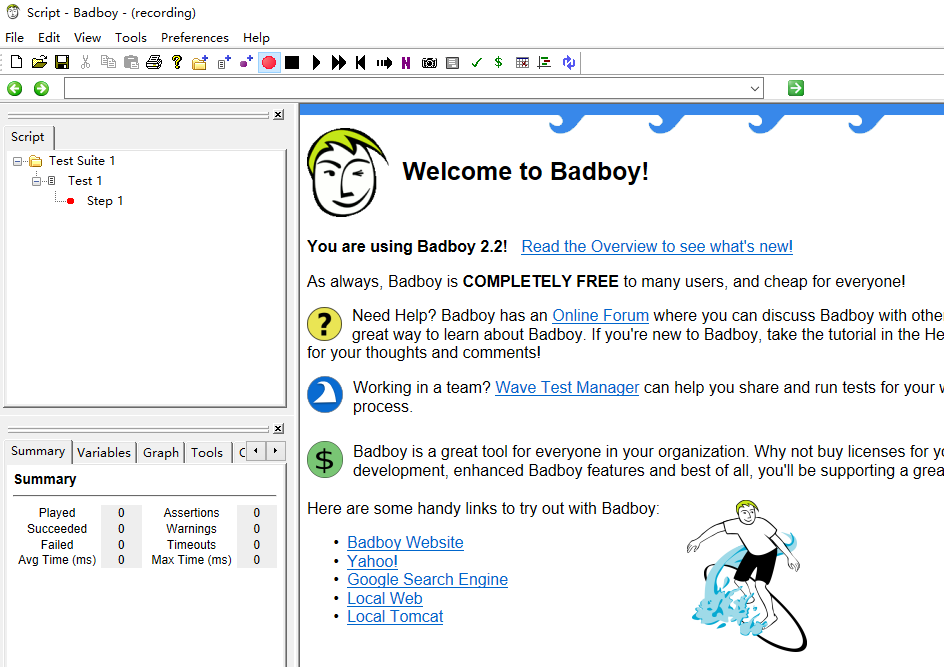 Script - Badboy - (recording)
File Edit View Tools Preferences Help
Script
Test Suite 1
Test 1
Step 1
Summary Variables Graph Tools C
Summary
Played 0 Assertions 0
Succeeded 0 Warnings 0
Failed 0 Timeouts 0
Avg Time (ms) 0 Max Time (ms) 0
Welcome to Badboy!
You are using Badboy 2.2! Read the Overview to see what's new!
As always, Badboy is COMPLETELY FREE to many users, and cheap for everyone!
Need Help? Badboy has an Online Forum where you can discuss Badboy with othe
great way to learn about Badboy. If you're new to Badboy, take the tutorial in the He
for your thoughts and comments!
Working in a team? Wave Test Manager can help you share and run tests for your w
process.
Badboy is a great tool for everyone in your organization. Why not buy licenses for yo
development, enhanced Badboy features and best of all, you'll be supporting a grea
Here are some handy links to try out with Badboy:
• Badboy Website
• Yahoo!
• Google Search Engine
• Local Web
• Local Tomcat